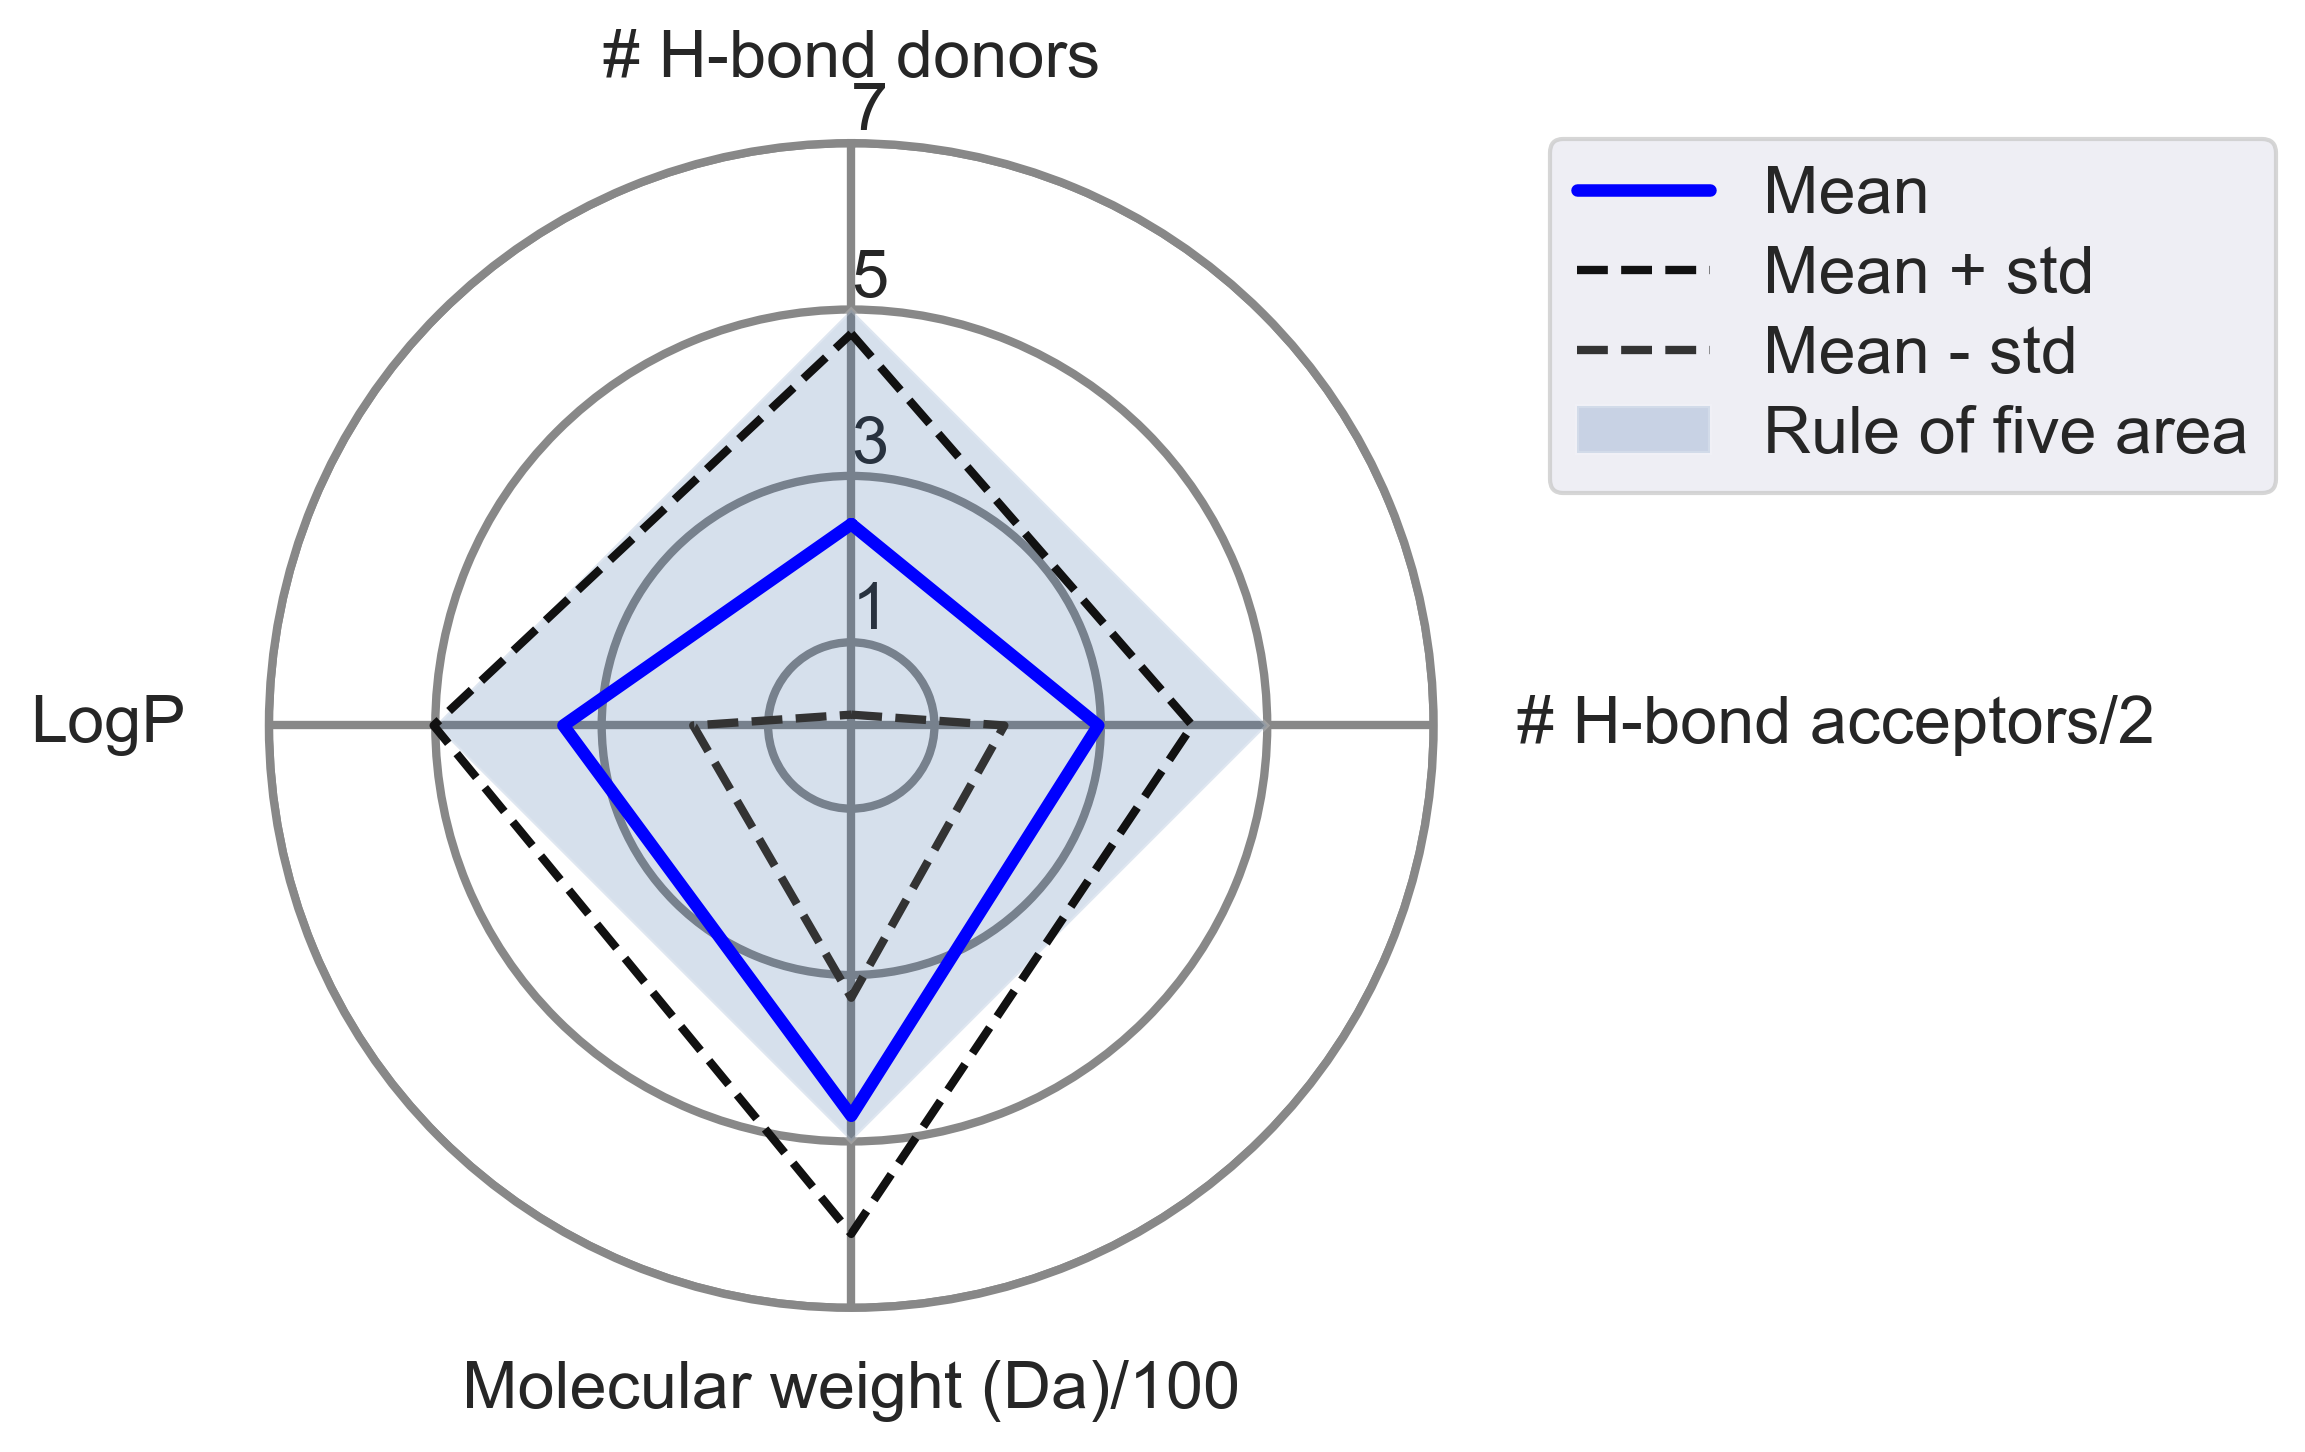 # H-bond donors
7
5
3
1
LogP
# H-bond acceptors/2
Molecular weight (Da)/100
Mean
Mean + std
Mean - std
Rule of five area